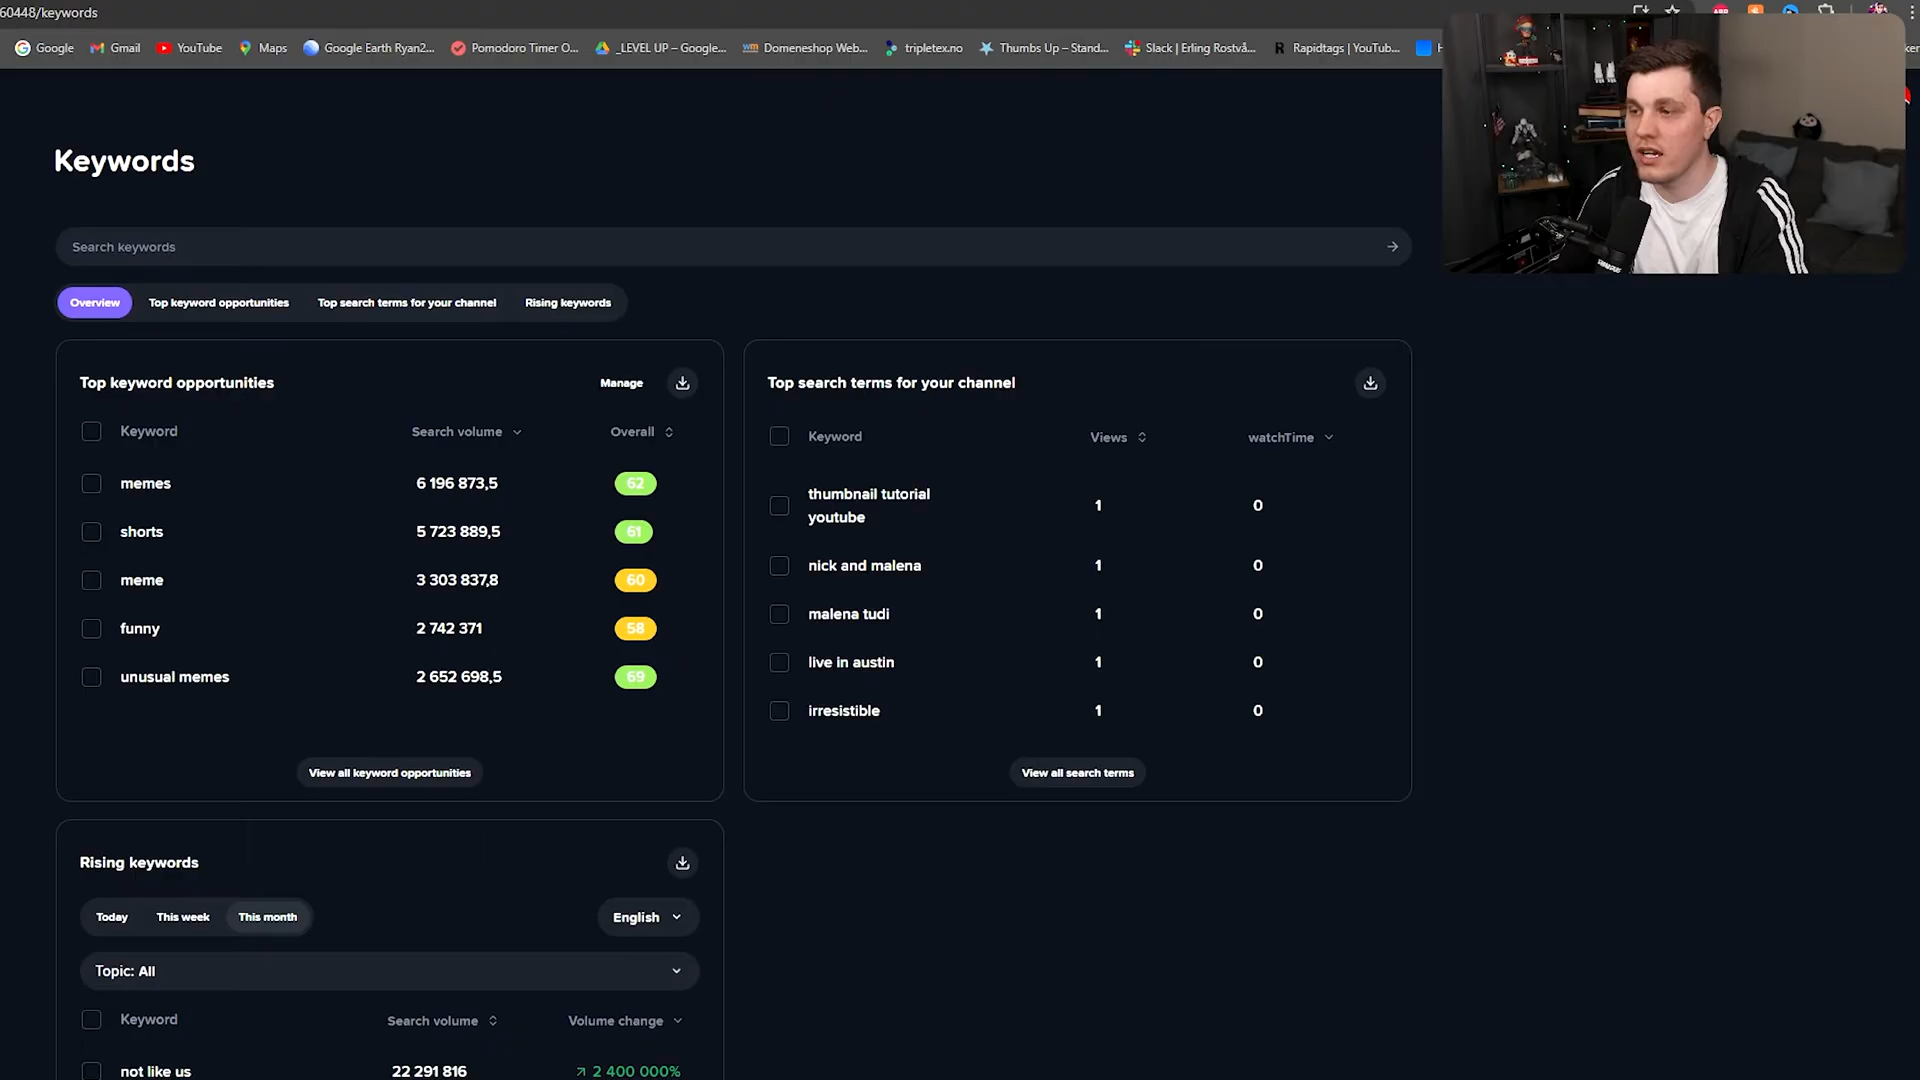 60448/keywords
Google Gmail YouTube Maps Google Earth Ryan2... Pomodoro Timer O... _LEVEL UP – Google... Domeneshop Web... tripletex.no Thumbs Up – Stand... Slack | Erling Rostvå... Rapidtags | YouTub...
Keywords
Search keywords
Overview Top keyword opportunities Top search terms for your channel Rising keywords
Top keyword opportunities Manage
Keyword Search volume Overall
memes 6 196 873,5 62
shorts 5 723 889,5 61
meme 3 303 837,8 60
funny 2 742 371 58
unusual memes 2 652 698,5 69
View all keyword opportunities
Top search terms for your channel
Keyword Views watchTime
thumbnail tutorial
youtube 1 0
nick and malena 1 0
malena tudi 1 0
live in austin 1 0
irresistible 1 0
View all search terms
Rising keywords
Today This week This month English
Topic: All
Keyword Search volume Volume change
not like us 22 291 816 2 400 000%